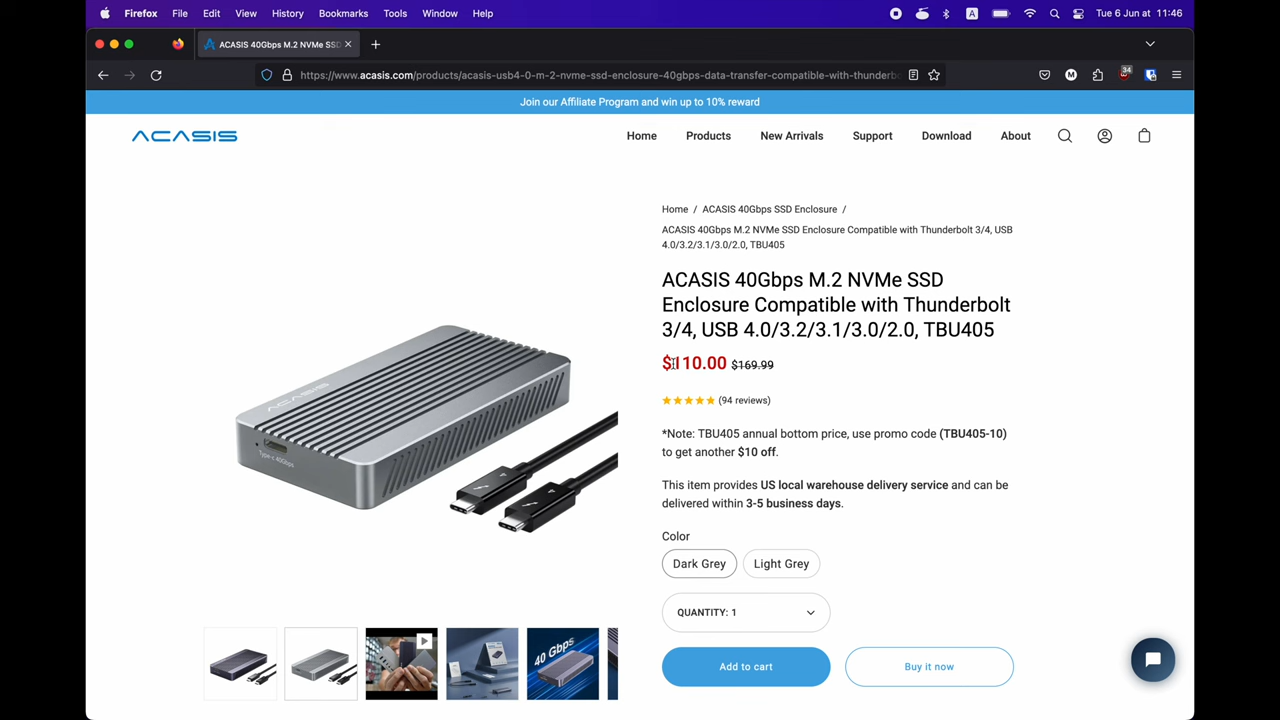 Firefox File Edit View History Bookmarks Tools Window Help A Tue 6 Jun at 11:46
ACASIS 40Gbps M.2 NVMe SSD
https://www.acasis.com/products/acasis-usb4-0-m-2-nvme-ssd-enclosure-40gbps-data-transfer-compatible-with-thunderbo M 34
Join our Affiliate Program and win up to 10% reward
ACASIS Home Products New Arrivals Support Download About
Home / ACASIS 40Gbps SSD Enclosure /
ACASIS 40Gbps M.2 NVMe SSD Enclosure Compatible with Thunderbolt 3/4, USB
4.0/3.2/3.1/3.0/2.0, TBU405
ACASIS 40Gbps M.2 NVMe SSD
Enclosure Compatible with Thunderbolt
3/4, USB 4.0/3.2/3.1/3.0/2.0, TBU405
$110.00 $169.99
(94 reviews)
*Note: TBU405 annual bottom price, use promo code (TBU405-10)
to get another $10 off.
This item provides US local warehouse delivery service and can be
delivered within 3-5 business days.
Color
Dark Grey Light Grey
QUANTITY: 1
Add to cart Buy it now
ACASIS
Type-c 40Gbps
40 Gbps